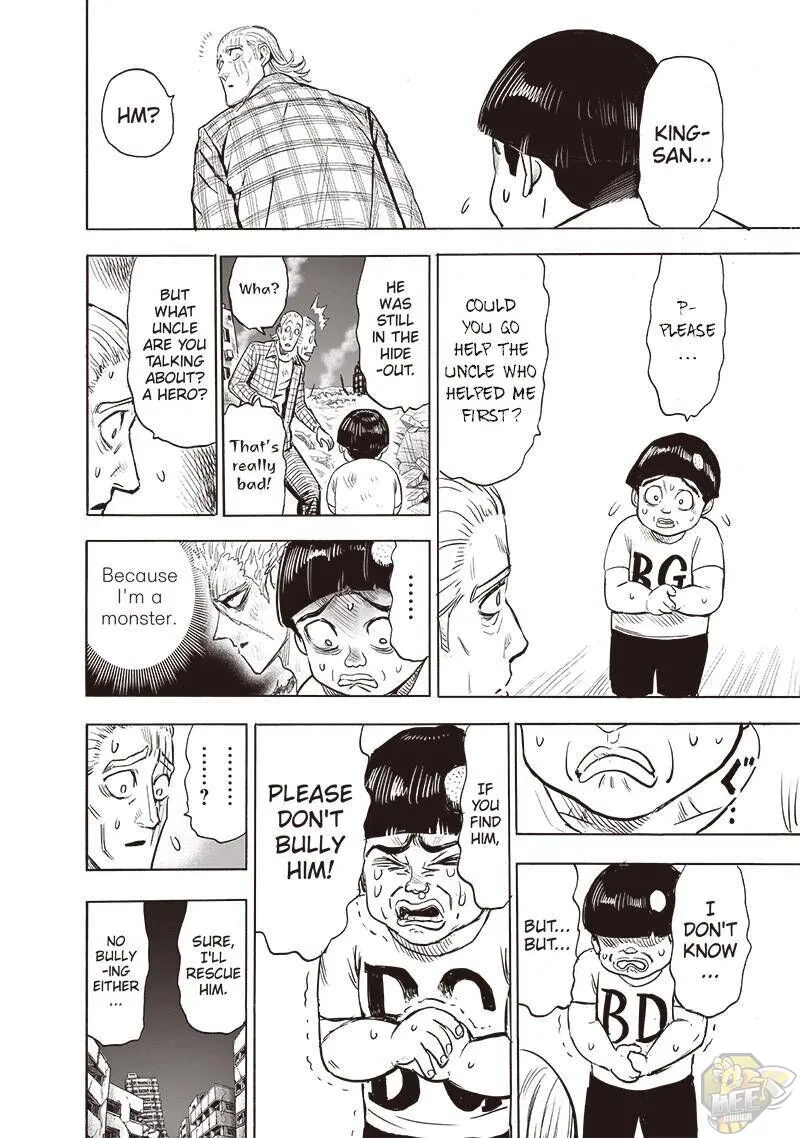 KING-
SAN...
HM?
P-
PLEASE
...
COULD
YOU GO
HELP THE
UNCLE WHO
HELPED ME
FIRST?
HE
WAS
STILL
IN THE
HIDE
-OUT.
Wha?
That's
really
bad!
BUT
WHAT
UNCLE
ARE YOU
TALKING
ABOUT?
A HERO?
BG
......
Because
I'm a
monster.
I
DON'T
KNOW
...
BUT...
BUT...
BD
IF
YOU
FIND
HIM,
PLEASE
DON'T
BULLY
HIM!
......
?
SURE,
I'LL
RESCUE
HIM.
NO
BULLY
-ING
EITHER
...
BEE
MANGA